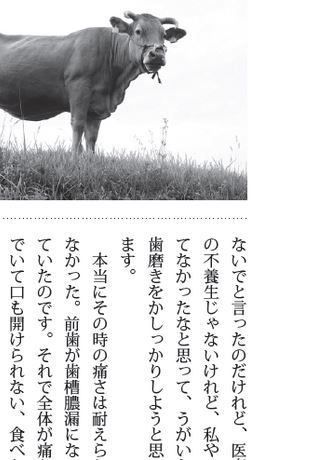 ないでと言ったのだけれど、医者
の不養生じゃないけれど、私や
てなかったなと思って、うがい
歯磨きをかしっかりしようと思
ます。
本当にその時の痛さは耐えら
なかった。前歯が歯槽膿漏にな
ていたのです。それで全体が痛
でいて口も開けられない、食べ